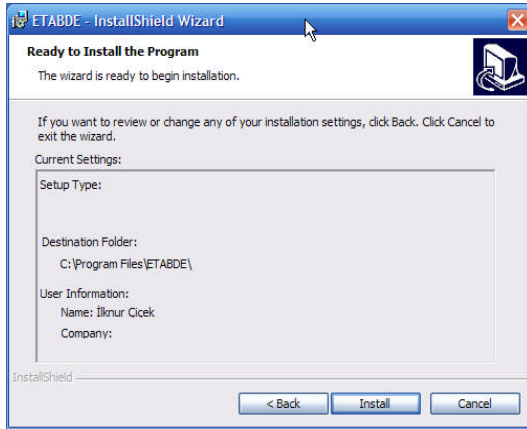 ETABDE - InstallShield Wizard
Ready to Install the Program
The wizard is ready to begin installation.
If you want to review or change any of your installation settings, click Back. Click Cancel to
exit the wizard.
Current Settings:
Setup Type:
Destination Folder:
C:\Program Files\ETABDE\
User Information:
Name: İlknur Çiçek
Company:
InstallShield
< Back Install Cancel